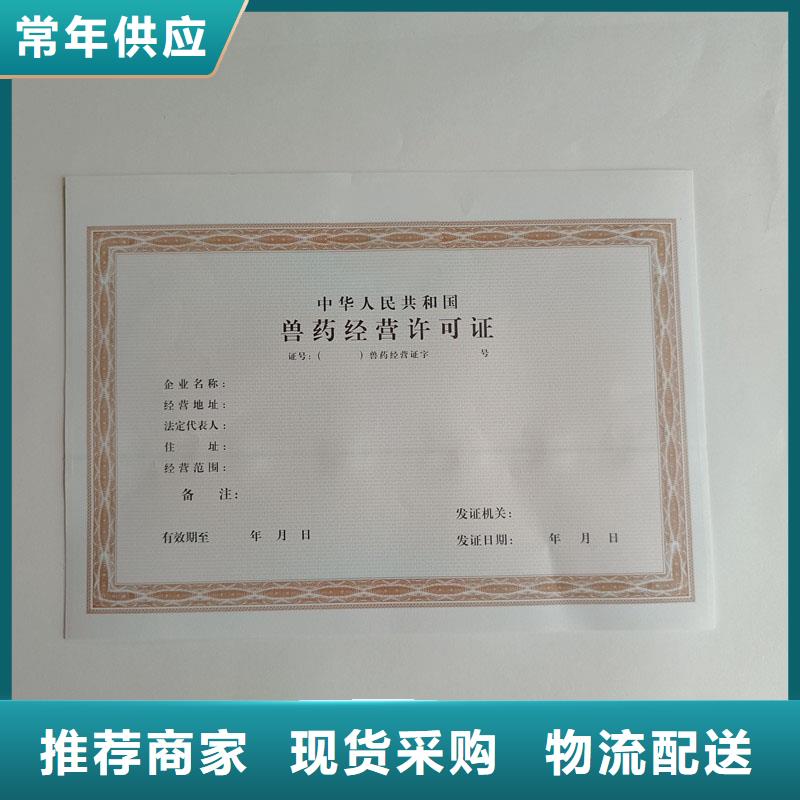 常年供应
中华人民共和国
兽药经营许可证
证号：（ ）兽药经营证字 号
企业名称：
经营地址：
法定代表人：
住 址：
经营范围：
备 注：
发证机关：
有效期至 年 月 日
发证日期： 年 月 日
推荐商家 现货采购 物流配送